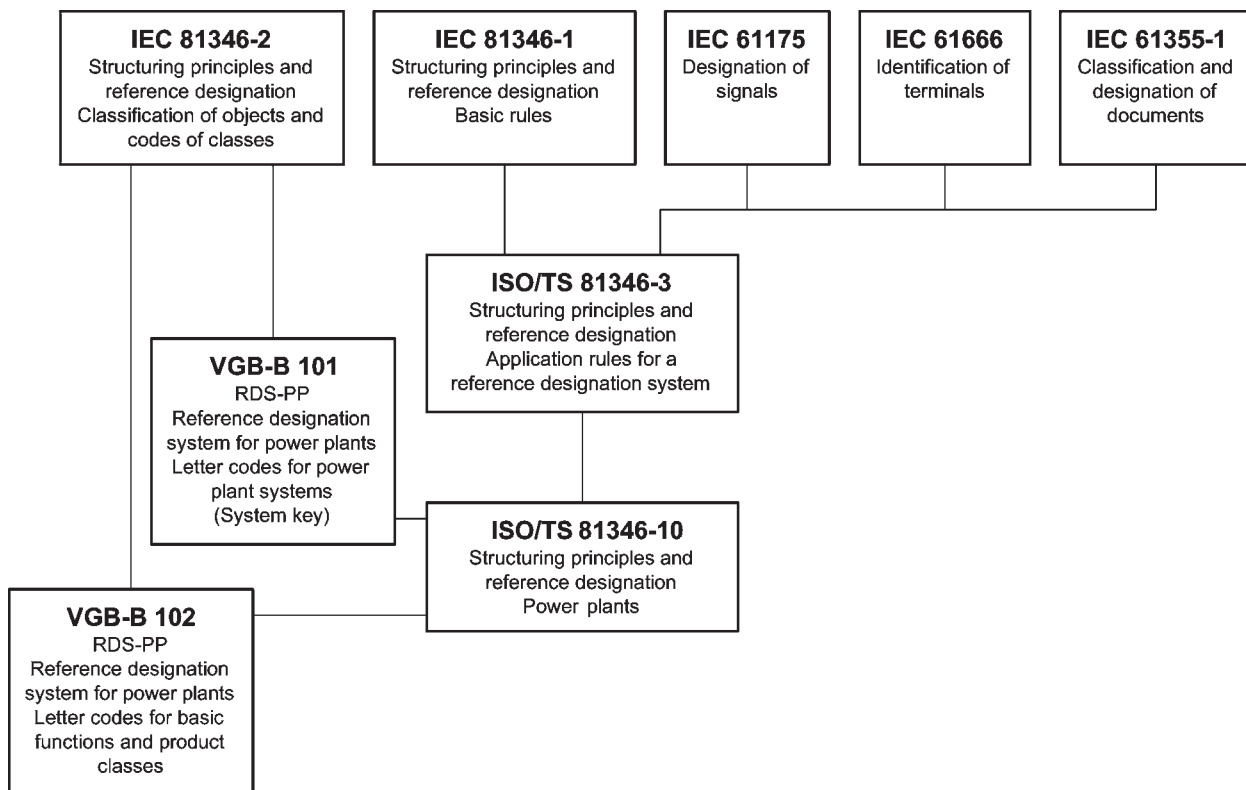 IEC 81346-2
Structuring principles and
reference designation
Classification of objects and
codes of classes
IEC 81346-1
Structuring principles and
reference designation
Basic rules
IEC 61175
Designation of
signals
IEC 61666
Identification of
terminals
IEC 61355-1
Classification and
designation of
documents
ISO/TS 81346-3
Structuring principles and
reference designation
Application rules for a
reference designation system
VGB-B 101
RDS-PP
Reference designation
system for power plants
Letter codes for power
plant systems
(System key)
ISO/TS 81346-10
Structuring principles and
reference designation
Power plants
VGB-B 102
RDS-PP
Reference designation
system for power plants
Letter codes for basic
functions and product
classes